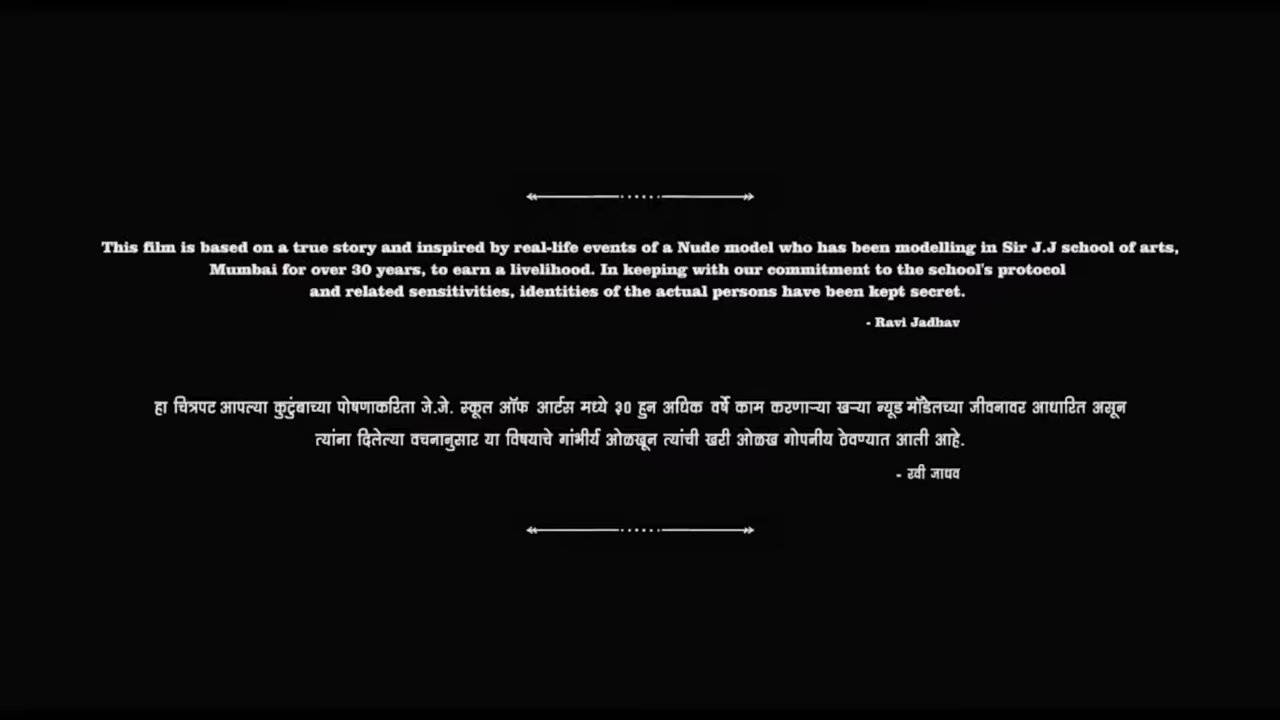 This film is based on a true story and inspired by real-life events of a Nude model who has been modelling in Sir J.J school of arts,
Mumbai for over 30 years, to earn a livelihood. In keeping with our commitment to the school's protocol
and related sensitivities, identities of the actual persons have been kept secret.
- Ravi Jadhav
हा चित्रपट आपल्या कुटुंबाच्या पोषणाकरिता जे.जे. स्कूल ऑफ आर्टस मध्ये ३० हुन अधिक वर्षे काम करणाऱ्या खऱ्या न्यूड मॉडेलच्या जीवनावर आधारित असून
त्यांना दिलेल्या वचनानुसार या विषयाचे गांभीर्य ओळखून त्यांची खरी ओळख गोपनीय ठेवण्यात आली आहे.
- रवी जाधव